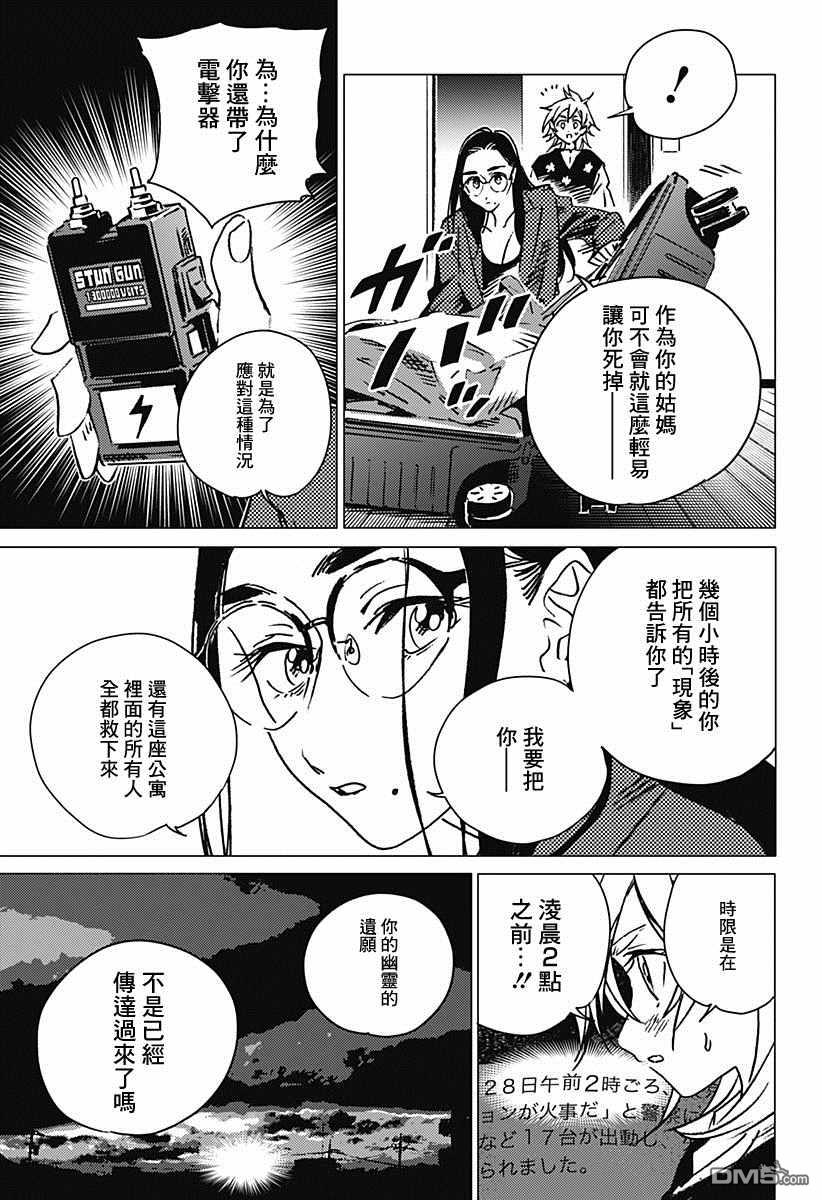 ！
作為你的姑媽
可不會就這麼輕易
讓你死掉——
為…為什麼
你還帶了
電擊器
STUN GUN
1300000VOLTS
就是為了
應對這種情況
幾個小時後的你
把所有的「現象」
都告訴你了
我要把
你——
還有這座公寓
裡面的所有人
全都救下來
時限是在
淩晨2點
之前…!!
28日午前2時ごろ、
ョンが火事だ」と警察に
など17台が出動し、
られました。
你的幽靈的
遺願
不是已經
傳達過來了嗎
DM5.com